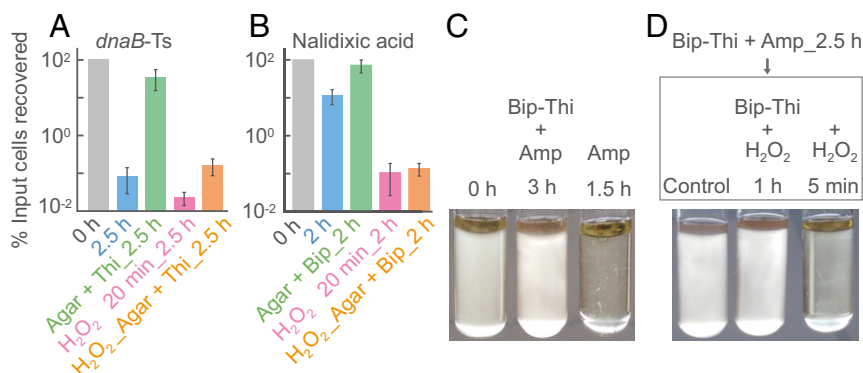 A
dnaB-Ts
% Input cells recovered
10²
10⁰
10⁻²
0 h
2.5 h
Agar + Thi_2.5 h
H₂O₂ 20 min_2.5 h
H₂O₂_Agar + Thi_2.5 h
B
Nalidixic acid
10²
10⁰
10⁻²
0 h
2 h
Agar + Bip_2 h
H₂O₂ 20 min_2 h
H₂O₂_Agar + Bip_2 h
C
Bip-Thi
+
Amp Amp
0 h 3 h 1.5 h
D
Bip-Thi + Amp_2.5 h
Bip-Thi
+ +
H₂O₂ H₂O₂
Control 1 h 5 min